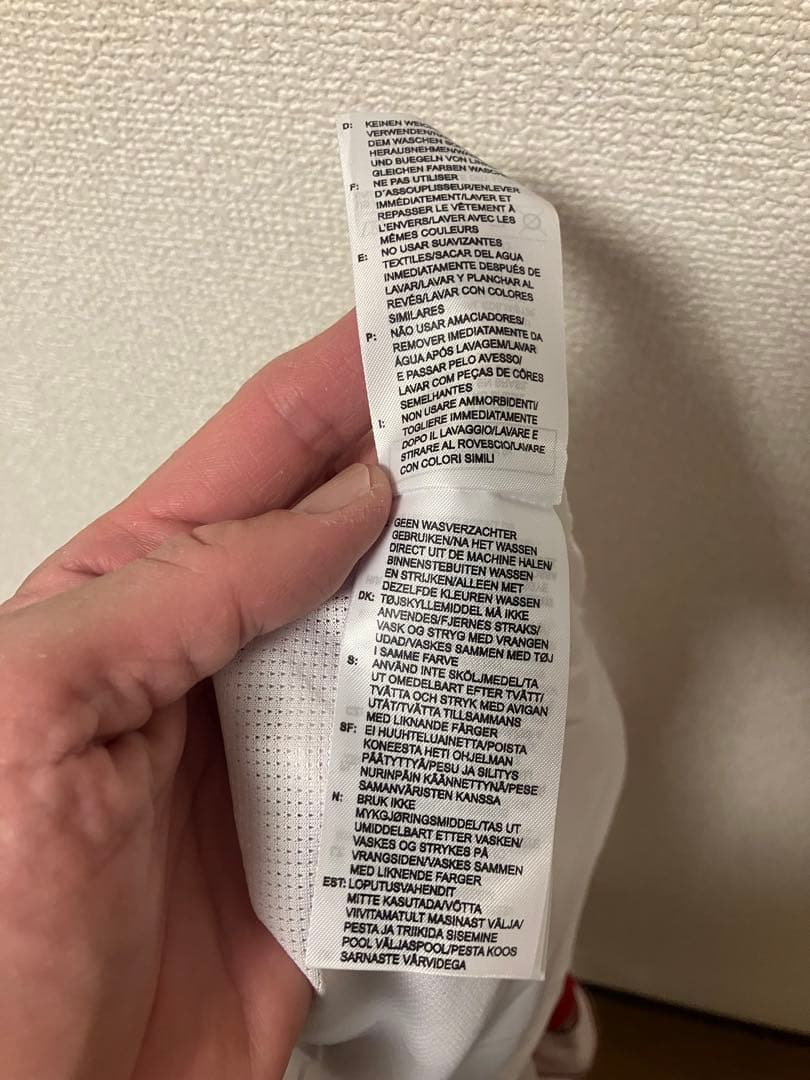 D: KEINEN
VERWENDEN/
DEM WASCHEN
HERAUSNEHMEN/
UND BUEGELN VON
GLEICHEN FARBEN
F: NE PAS UTILISER
D'ASSOUPLISSEUR/ENLEVER
IMMÉDIATEMENT/LAVER ET
REPASSER LE VÊTEMENT À
L'ENVERS/LAVER AVEC LES
MÊMES COULEURS
E: NO USAR SUAVIZANTES
TEXTILES/SACAR DEL AGUA
INMEDIATAMENTE DESPUÉS DE
LAVAR/LAVAR Y PLANCHAR AL
REVÉS/LAVAR CON COLORES
SIMILARES
P: NÃO USAR AMACIADORES/
REMOVER IMEDIATAMENTE DA
ÁGUA APÓS LAVAGEM/LAVAR
E PASSAR PELO AVESSO/
LAVAR COM PEÇAS DE CÔRES
SEMELHANTES
I: NON USARE AMMORBIDENTI/
TOGLIERE IMMEDIATAMENTE
DOPO IL LAVAGGIO/LAVARE E
STIRARE AL ROVESCIO/LAVARE
CON COLORI SIMILI
GEEN WASVERZACHTER
GEBRUIKEN/NA HET WASSEN
DIRECT UIT DE MACHINE HALEN/
BINNENSTEBUITEN WASSEN
EN STRIJKEN/ALLEEN MET
DEZELFDE KLEUREN WASSEN
DK: TØJSKYLLEMIDDEL MÅ IKKE
ANVENDES/FJERNES STRAKS/
VASK OG STRYG MED VRANGEN
UDAD/VASKES SAMMEN MED TØJ
I SAMME FARVE
S: ANVÄND INTE SKÖLJMEDEL/TA
UT OMEDELBART EFTER TVÄTT/
TVÄTTA OCH STRYK MED AVIGAN
UTÅT/TVÄTTA TILLSAMMANS
MED LIKNANDE FÄRGER
SF: EI HUUHTELUAINETTA/POISTA
KONEESTA HETI OHJELMAN
PÄÄTYTTYÄ/PESU JA SILITYS
NURINPÄIN KÄÄNNETTYNÄ/PESE
SAMANVÄRISTEN KANSSA
N: BRUK IKKE
MYKGJØRINGSMIDDEL/TAS UT
UMIDDELBART ETTER VASKEN/
VASKES OG STRYKES PÅ
VRANGSIDEN/VASKES SAMMEN
MED LIKNENDE FARGER
EST: LOPUTUSVAHENDIT
MITTE KASUTADA/VÕTTA
VIIVITAMATULT MASINAST VÄLJA/
PESTA JA TRIIKIDA SISEMINE
POOL VÄLJASPOOL/PESTA KOOS
SARNASTE VÄRVIDEGA